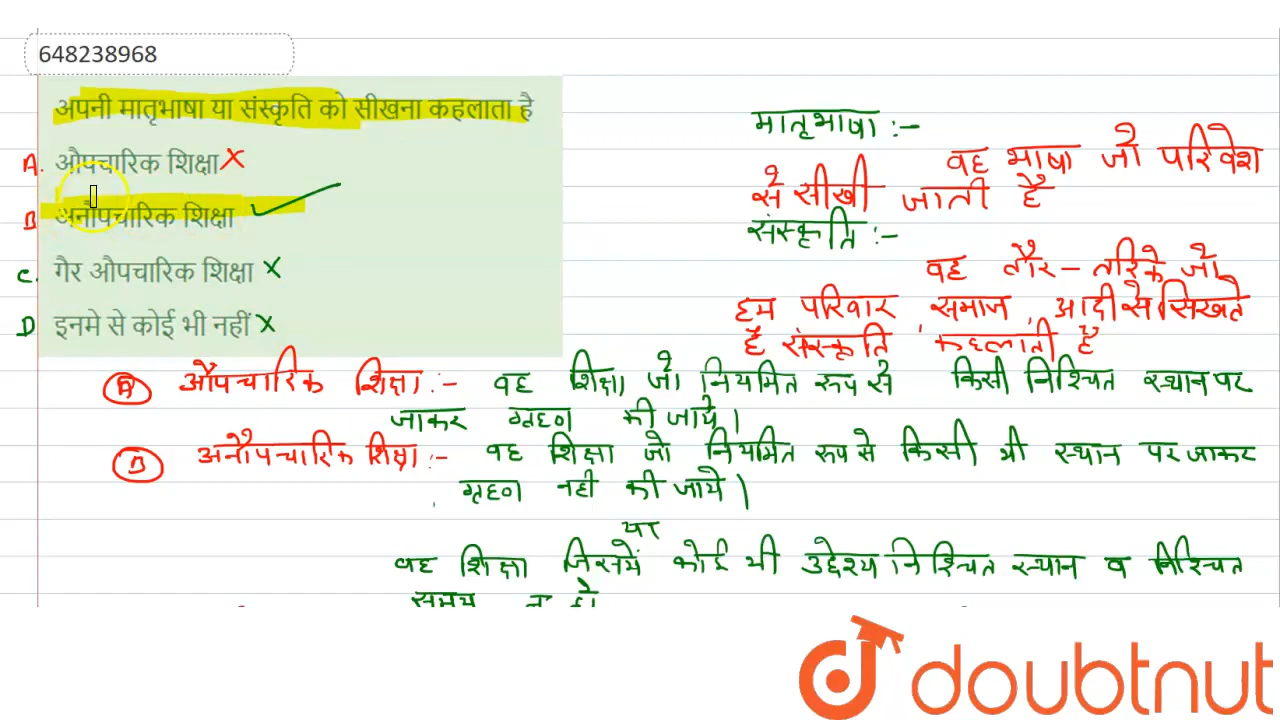 648238968
अपनी मातृभाषा या संस्कृति को सीखना कहलाता है
A. औपचारिक शिक्षा X
B. अनौपचारिक शिक्षा ✓
C. गैर औपचारिक शिक्षा X
D. इनमे से कोई भी नहीं X
मातृभाषा :-
वह भाषा जो परिवेश
से सीखी जाती है
संस्कृति :-
वह तौर - तरिके जो
हम परिवार समाज , आदी से सिखते
है संस्कृति कहलाती है
A औपचारिक शिक्षा :- वह शिक्षा जो नियमित रूप से किसी निश्चित स्थान पर
जाकर ग्रहण की जाये।
B अनौपचारिक शिक्षा :- वह शिक्षा जो नियमित रूप से किसी भी स्थान पर जाकर
ग्रहण नही की जाये।
या
वह शिक्षा जिसमें कोई भी उद्देश्य निश्चित स्थान व निश्चित
समय न हो
doubtnut